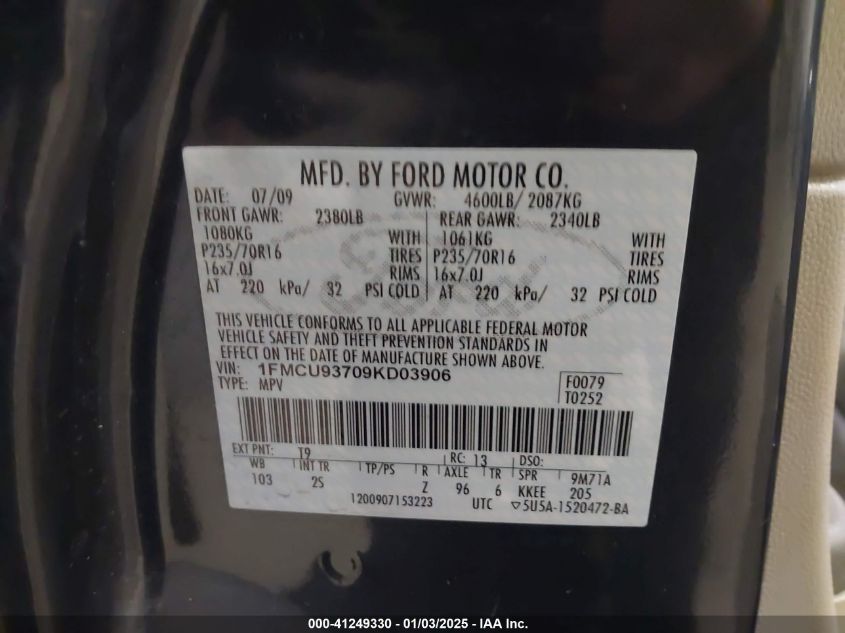 MFD. BY FORD MOTOR CO.
DATE: 07/09 GVWR: 4600LB/ 2087KG
FRONT GAWR: 2380LB REAR GAWR: 2340LB
1080KG WITH 1061KG WITH
P235/70R16 TIRES P235/70R16 TIRES
16x7.0J RIMS 16x7.0J RIMS
AT 220 kPa/ 32 PSI COLD AT 220 kPa/ 32 PSI COLD
THIS VEHICLE CONFORMS TO ALL APPLICABLE FEDERAL MOTOR
VEHICLE SAFETY AND THEFT PREVENTION STANDARDS IN
EFFECT ON THE DATE OF MANUFACTURE SHOWN ABOVE.
VIN: 1FMCU93709KD03906
TYPE: MPV F0079
T0252
EXT PNT: T9 RC: 13 DSO:
WB INT TR TP/PS R AXLE TR SPR 9M71A
103 2S Z 96 6 KKEE 205
1200907153223 UTC ▽5U5A-1520472-BA
000-41249330 - 01/03/2025 - IAA, Inc.